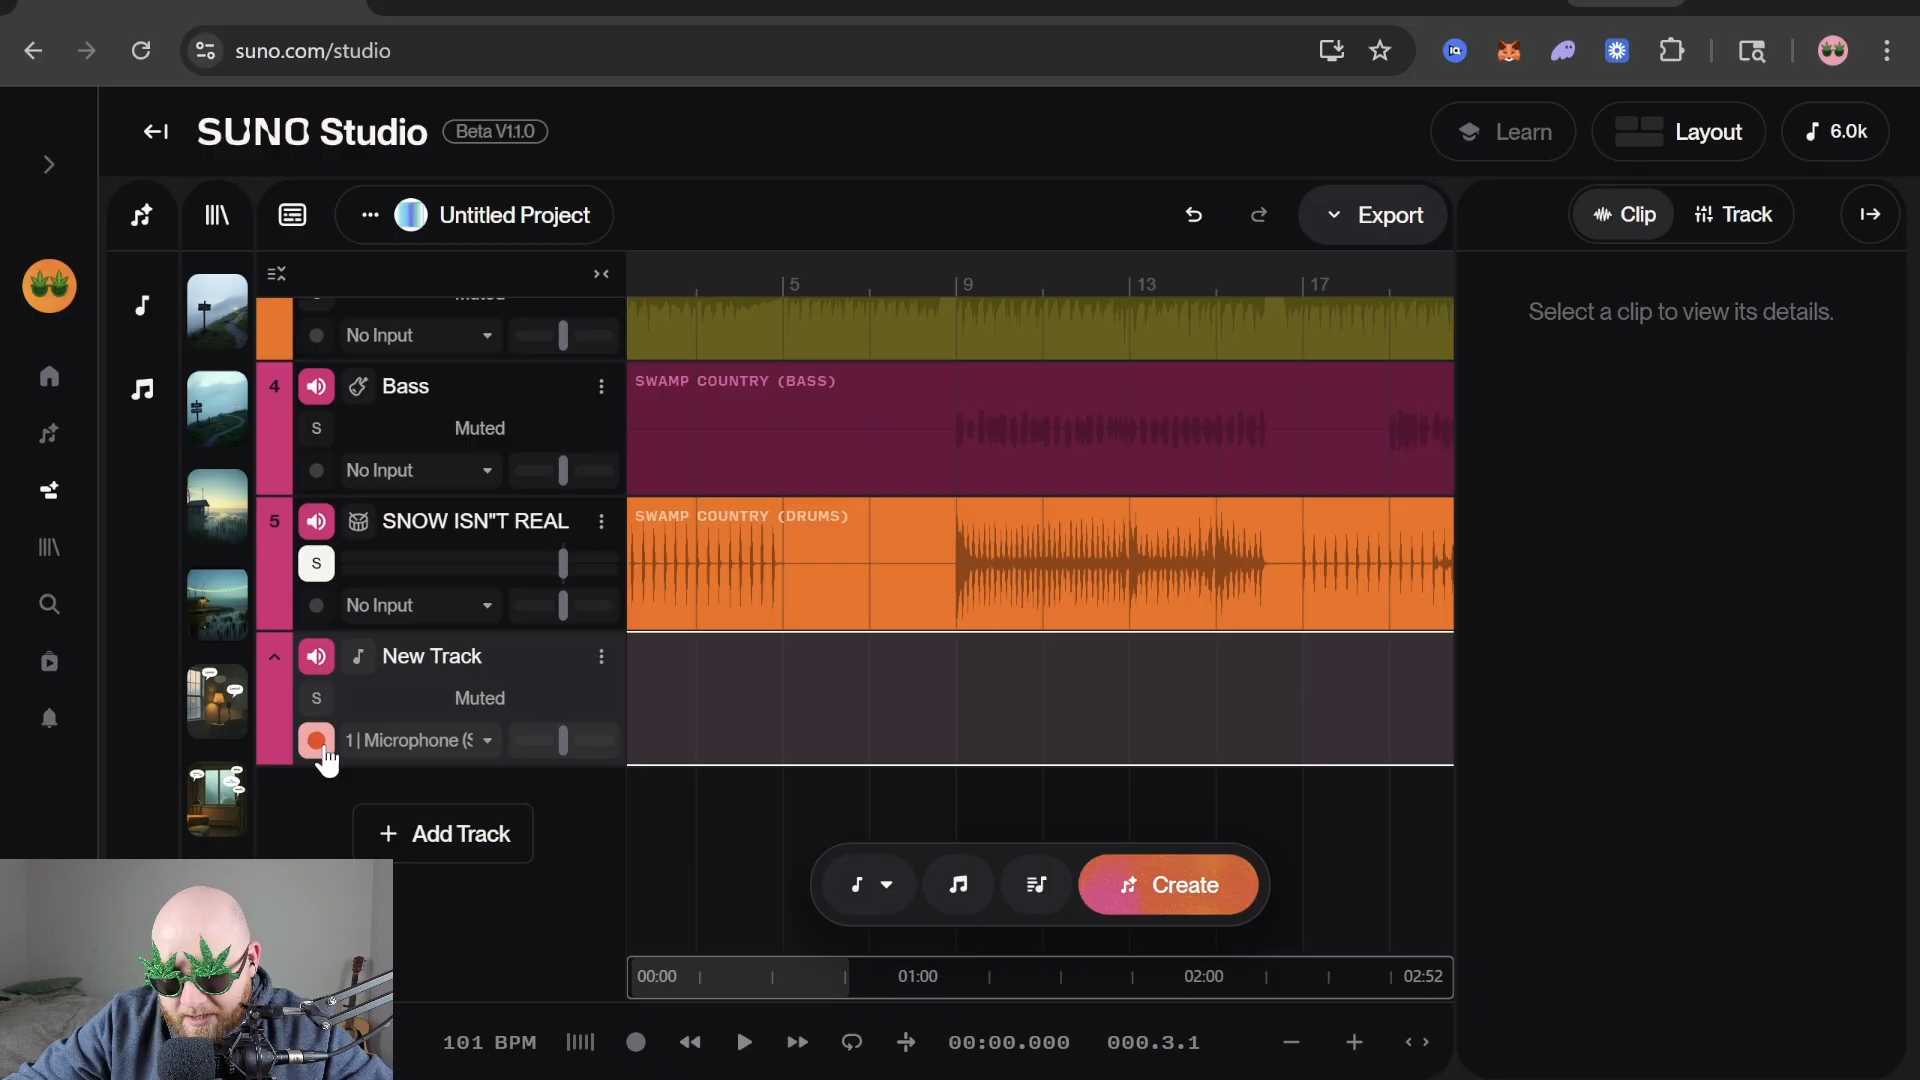 suno.com/studio
SUNO Studio
Beta V1.1.0
Learn
Layout
6.0k
Untitled Project
Export
Clip
Track
5
9
13
17
Select a clip to view its details.
No Input
4
Bass
S
Muted
No Input
SWAMP COUNTRY (BASS)
5
SNOW ISN"T REAL
S
No Input
SWAMP COUNTRY (DRUMS)
New Track
S
Muted
1 | Microphone (S
Add Track
Create
00:00
01:00
02:00
02:52
101 BPM
00:00.000
000.3.1